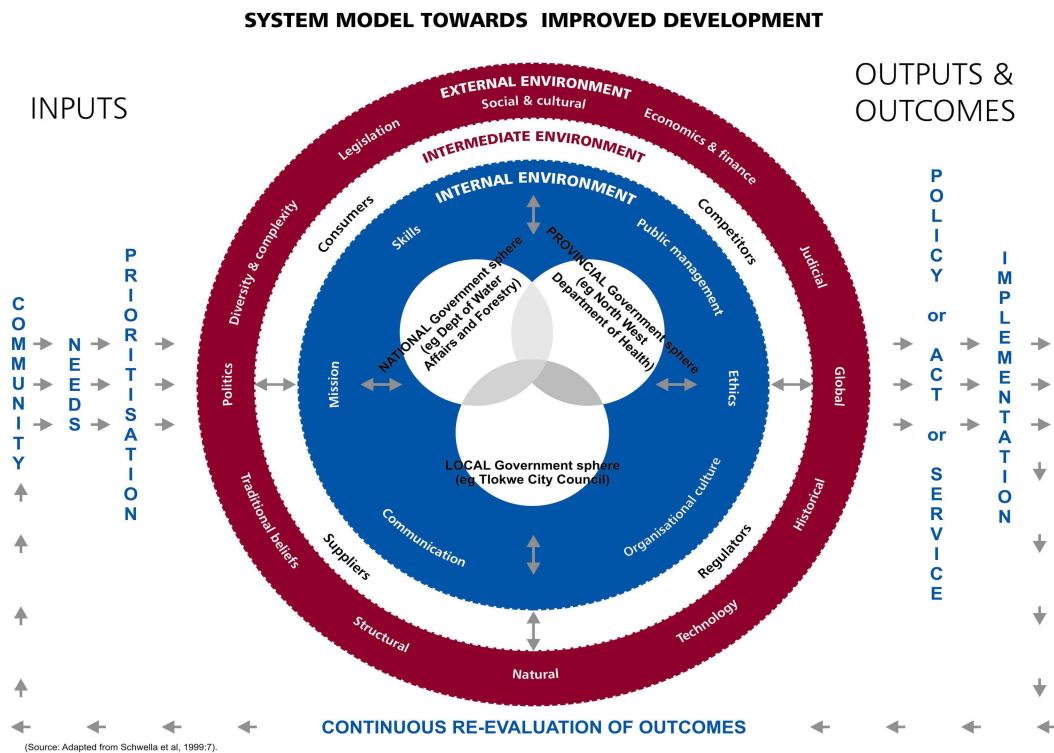 SYSTEM MODEL TOWARDS IMPROVED DEVELOPMENT
INPUTS
OUTPUTS &
OUTCOMES
EXTERNAL ENVIRONMENT
Social & cultural
Legislation
Economics & finance
Diversity & complexity
Judicial
Politics
Global
Traditional beliefs
Historical
Structural
Technology
Natural
INTERMEDIATE ENVIRONMENT
Consumers
Competitors
Suppliers
Regulators
INTERNAL ENVIRONMENT
Skills
Public management
Mission
Ethics
Communication
Organisational culture
NATIONAL Government sphere
(eg Dept of Water
Affairs and Forestry)
PROVINCIAL Government sphere
(eg North West
Department of Health)
LOCAL Government sphere
(eg Tlokwe City Council)
COMMUNITY
NEEDS
PRIORITISATION
POLICY or ACT or SERVICE
IMPLEMENTATION
CONTINUOUS RE-EVALUATION OF OUTCOMES
(Source: Adapted from Schwella et al, 1999:7).